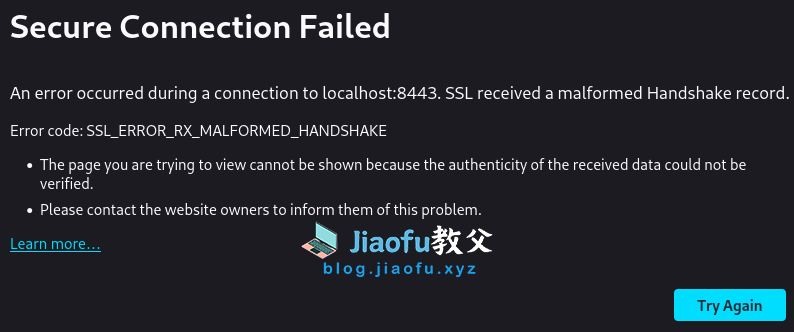 Secure Connection Failed
An error occurred during a connection to localhost:8443. SSL received a malformed Handshake record.
Error code: SSL_ERROR_RX_MALFORMED_HANDSHAKE
• The page you are trying to view cannot be shown because the authenticity of the received data could not be
verified.
• Please contact the website owners to inform them of this problem.
Learn more…
Jiaofu教父
blog.jiaofu.xyz
Try Again